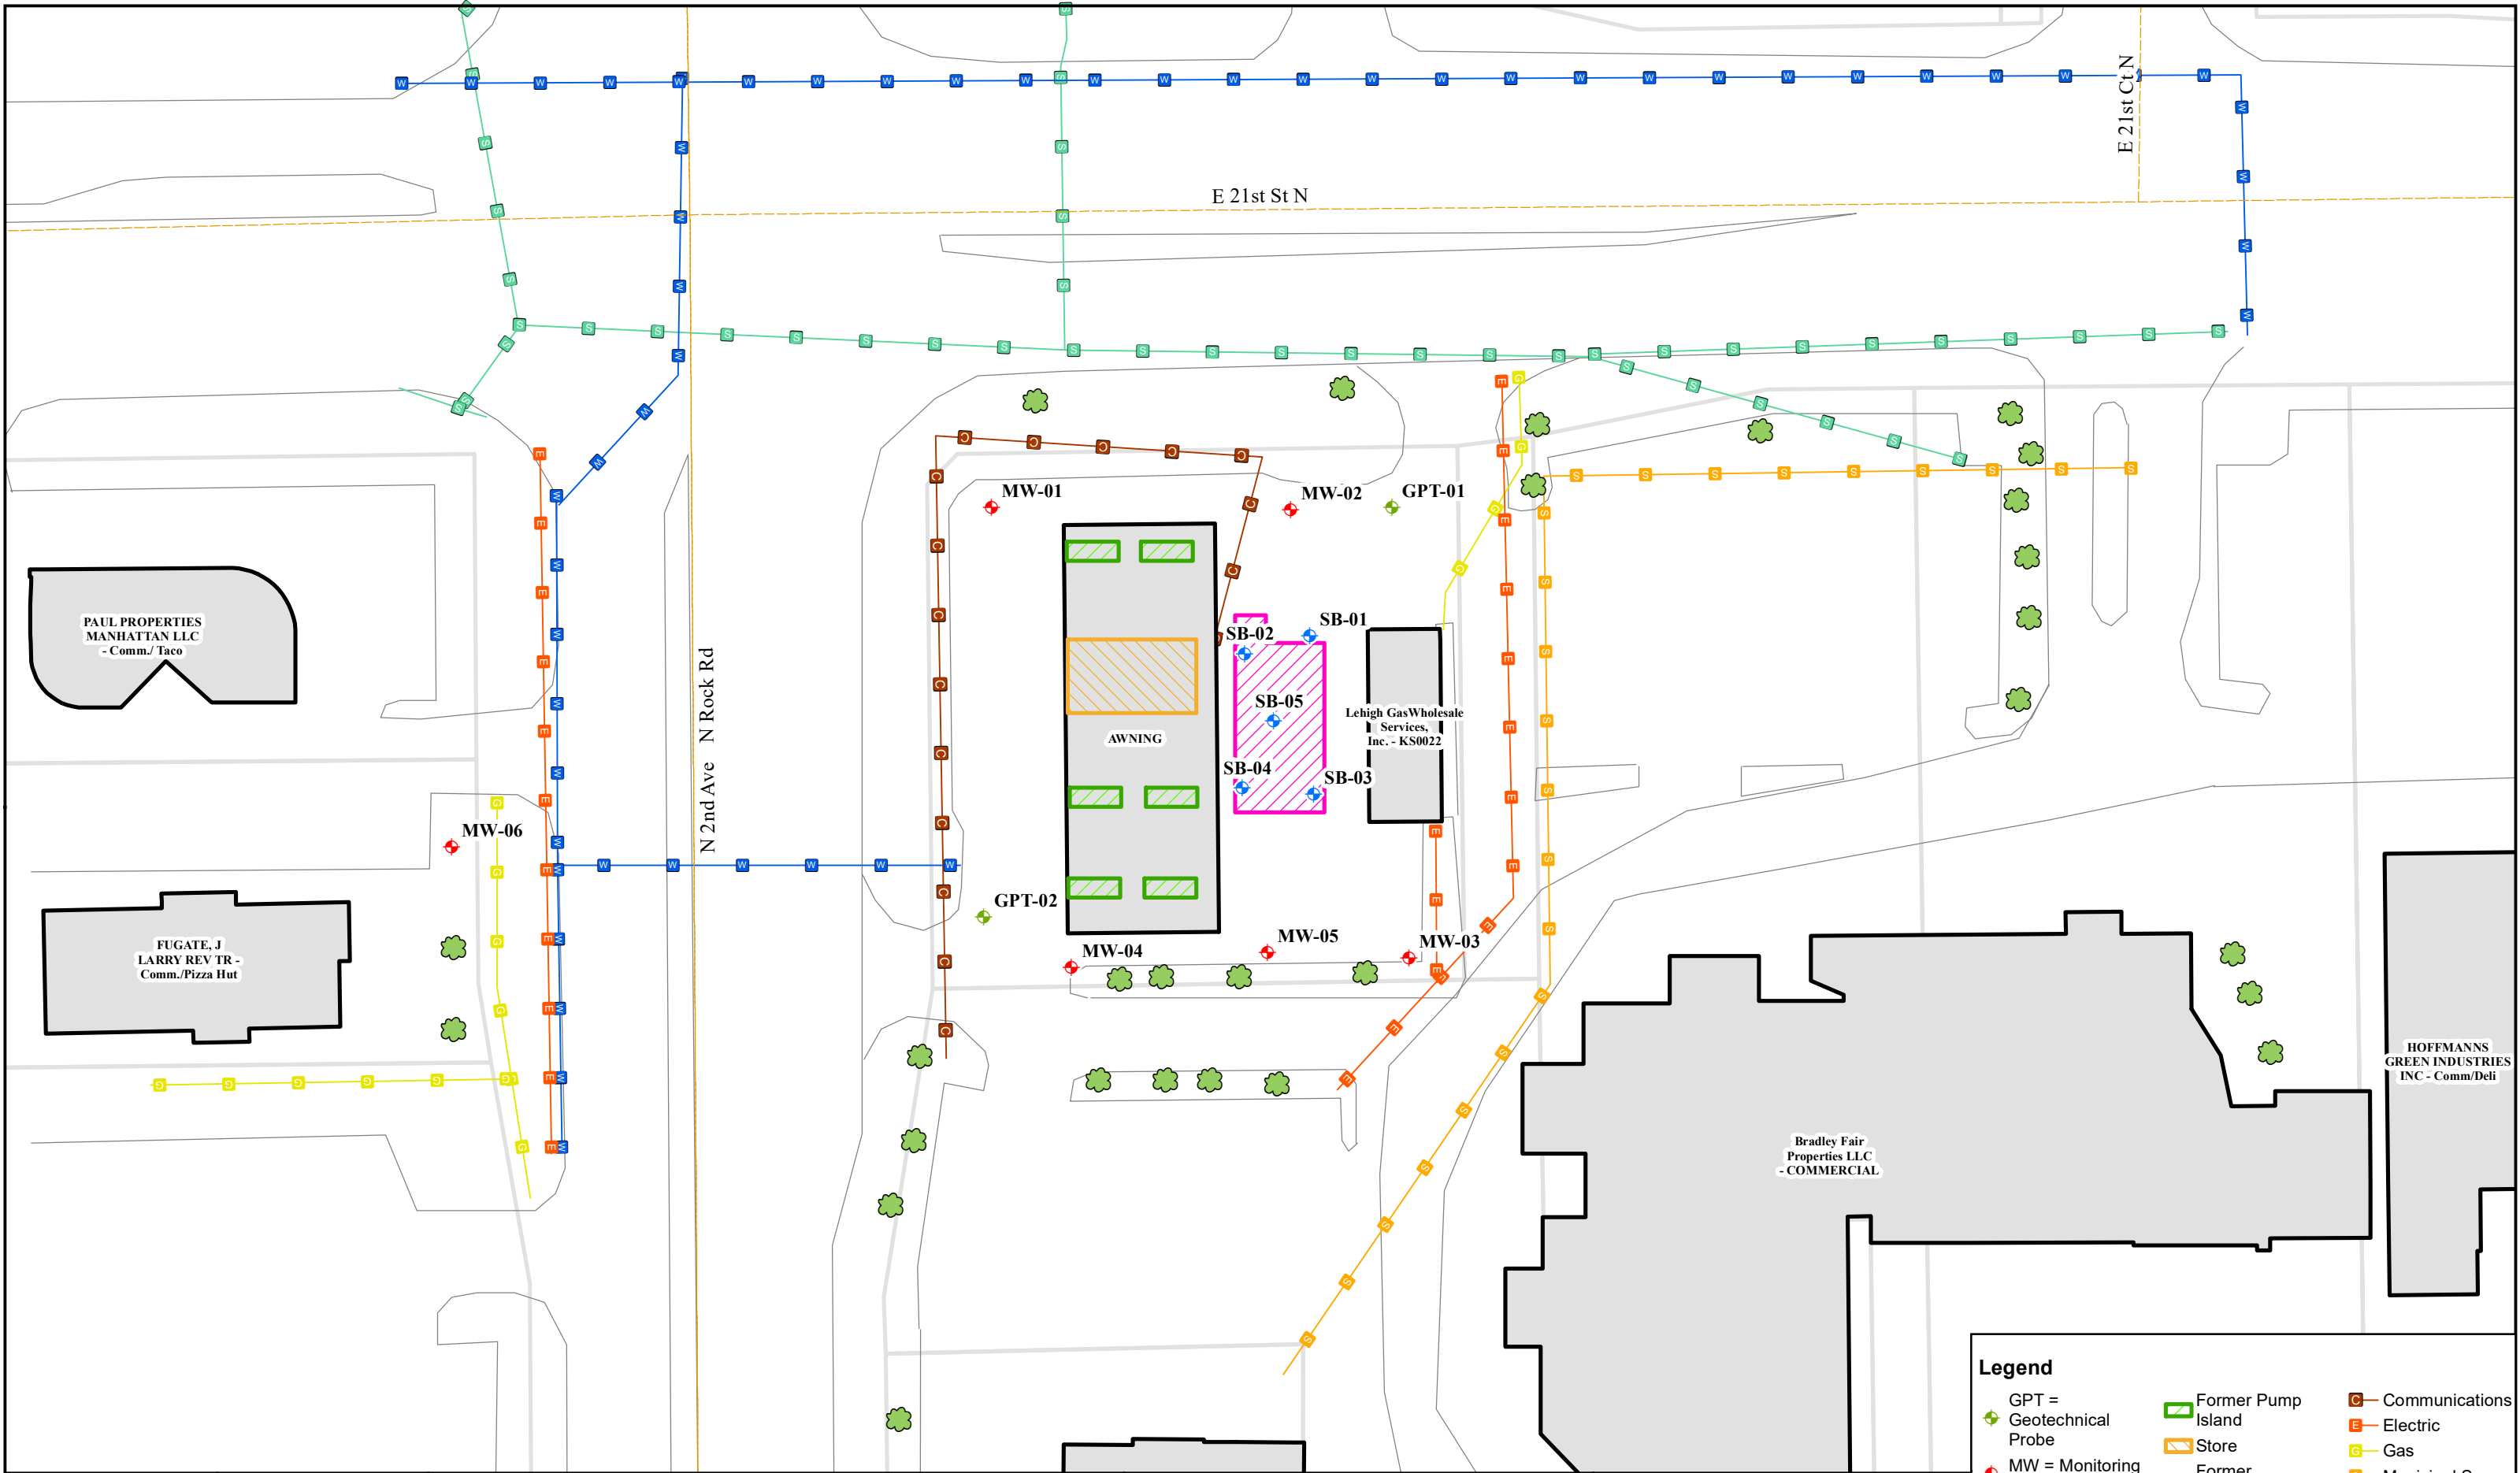 E 21st Ct N
E 21st St N
MW-01
MW-02
GPT-01
PAUL PROPERTIES
MANHATTAN LLC
- Comm./ Taco
SB-01
SB-02
SB-05
N 2nd Ave   N Rock Rd
AWNING
Lehigh GasWholesale
Services,
Inc. - KS0022
SB-04
SB-03
MW-06
GPT-02
FUGATE, J
LARRY REV TR -
Comm./Pizza Hut
MW-04
MW-05
MW-03
HOFFMANNS
GREEN INDUSTRIES
INC - Comm/Deli
Bradley Fair
Properties LLC
- COMMERCIAL
Legend
GPT =
Geotechnical
Probe
MW = Monitoring
Former Pump
Island
Store
Former
C Communications
E Electric
G Gas